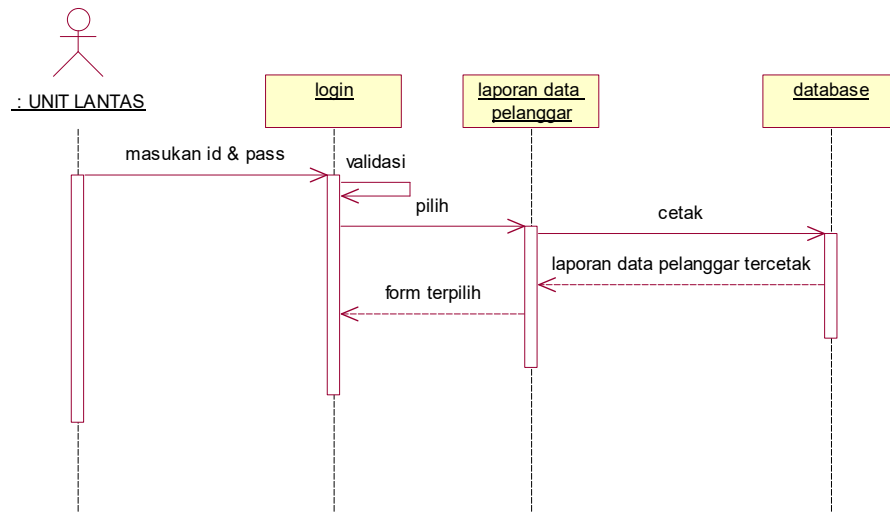 : UNIT LANTAS
login
laporan data
pelanggar
database
masukan id & pass
validasi
pilih
cetak
laporan data pelanggar tercetak
form terpilih